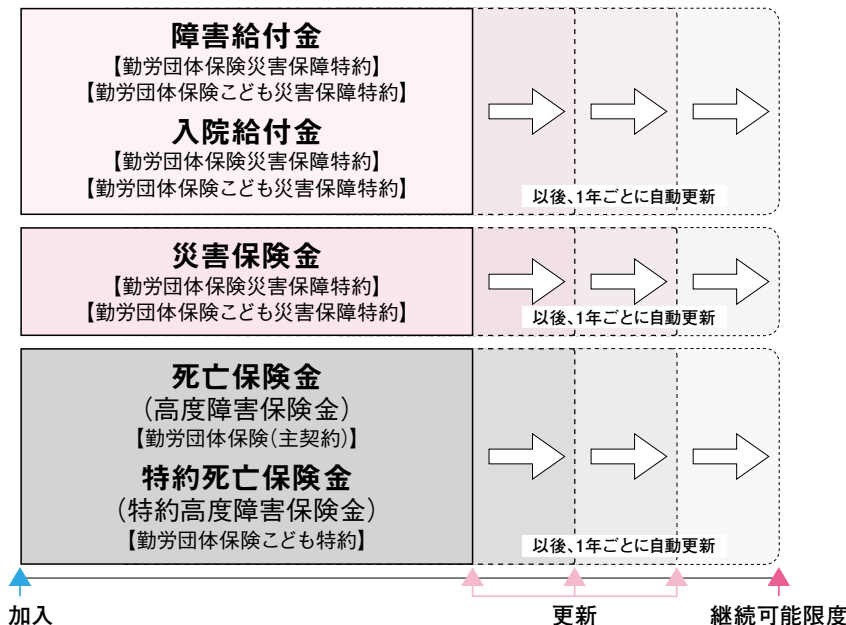 障害給付金
【勤労団体保険災害保障特約】
【勤労団体保険こども災害保障特約】
入院給付金
【勤労団体保険災害保障特約】
【勤労団体保険こども災害保障特約】
以後、1年ごとに自動更新
災害保険金
【勤労団体保険災害保障特約】
【勤労団体保険こども災害保障特約】
以後、1年ごとに自動更新
死亡保険金
（高度障害保険金）
【勤労団体保険(主契約)】
特約死亡保険金
（特約高度障害保険金）
【勤労団体保険こども特約】
以後、1年ごとに自動更新
加入
更新
継続可能限度